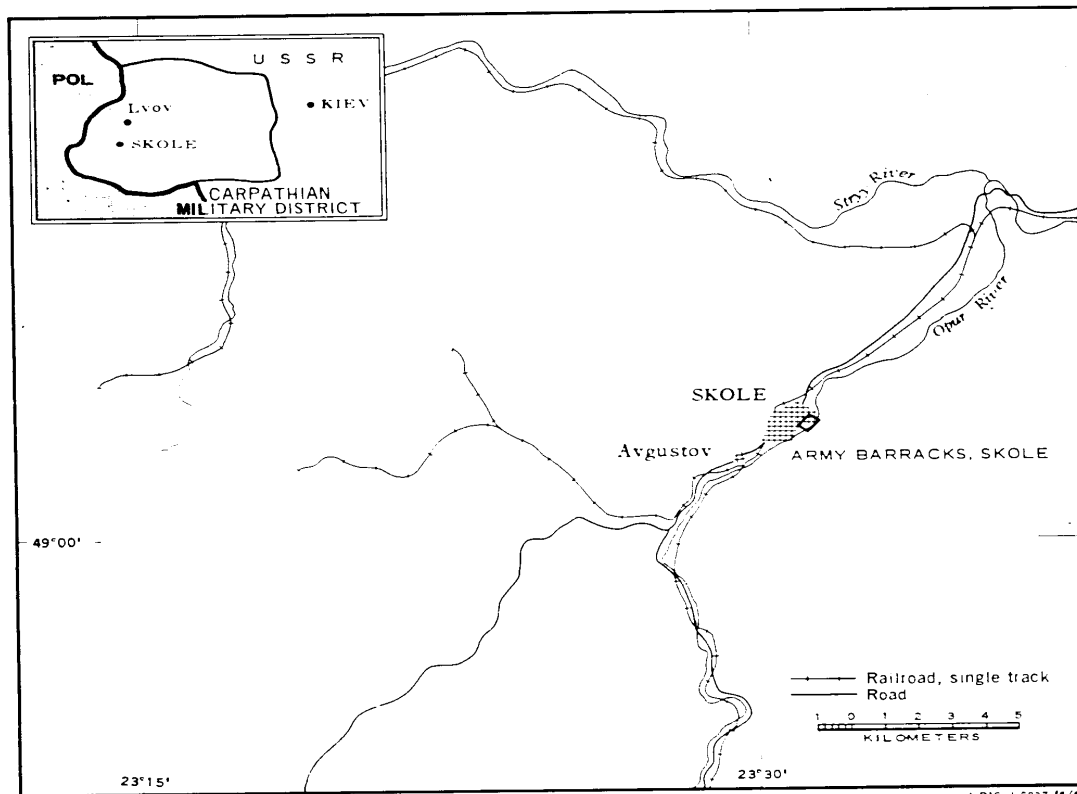 U S S R
POL
KIEV
Lvov
SKOLE
CARPATHIAN
MILITARY DISTRICT
Stryy River
Opur River
SKOLE
Avgustov
ARMY BARRACKS, SKOLE
49°00'
Railroad, single track
Road
1 0 1 2 3 4 5
KILOMETERS
23°15'
23°30'